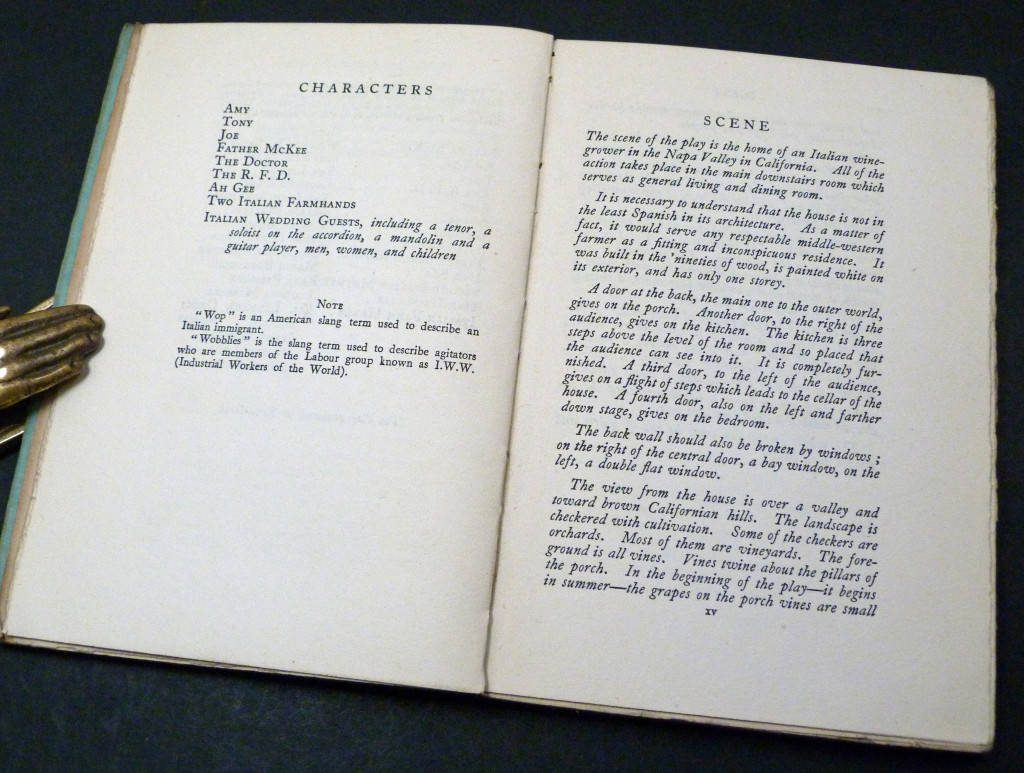 CHARACTERS
AMY
TONY
JOE
FATHER MCKEE
THE DOCTOR
THE R. F. D.
AH GEE
TWO ITALIAN FARMHANDS
ITALIAN WEDDING GUESTS, including a tenor, a
soloist on the accordion, a mandolin and a
guitar player, men, women, and children
NOTE
"Wop" is an American slang term used to describe an
Italian immigrant.
"Wobblies" is the slang term used to describe agitators
who are members of the Labour group known as I.W.W.
(Industrial Workers of the World).
SCENE
The scene of the play is the home of an Italian wine-
grower in the Napa Valley in California. All of the
action takes place in the main downstairs room which
serves as general living and dining room.
It is necessary to understand that the house is not in
the least Spanish in its architecture. As a matter of
fact, it would serve any respectable middle-western
farmer as a fitting and inconspicuous residence. It
was built in the 'nineties of wood, is painted white on
its exterior, and has only one storey.
A door at the back, the main one to the outer world,
gives on the porch. Another door, to the right of the
audience, gives on the kitchen. The kitchen is three
steps above the level of the room and so placed that
the audience can see into it. It is completely fur-
nished. A third door, to the left of the audience,
gives on a flight of steps which leads to the cellar of the
house. A fourth door, also on the left and farther
down stage, gives on the bedroom.
The back wall should also be broken by windows;
on the right of the central door, a bay window, on the
left, a double flat window.
The view from the house is over a valley and
toward brown Californian hills. The landscape is
checkered with cultivation. Some of the checkers are
orchards. Most of them are vineyards. The fore-
ground is all vines. Vines twine about the pillars of
the porch. In the beginning of the play—it begins
in summer—the grapes on the porch vines are small
xv